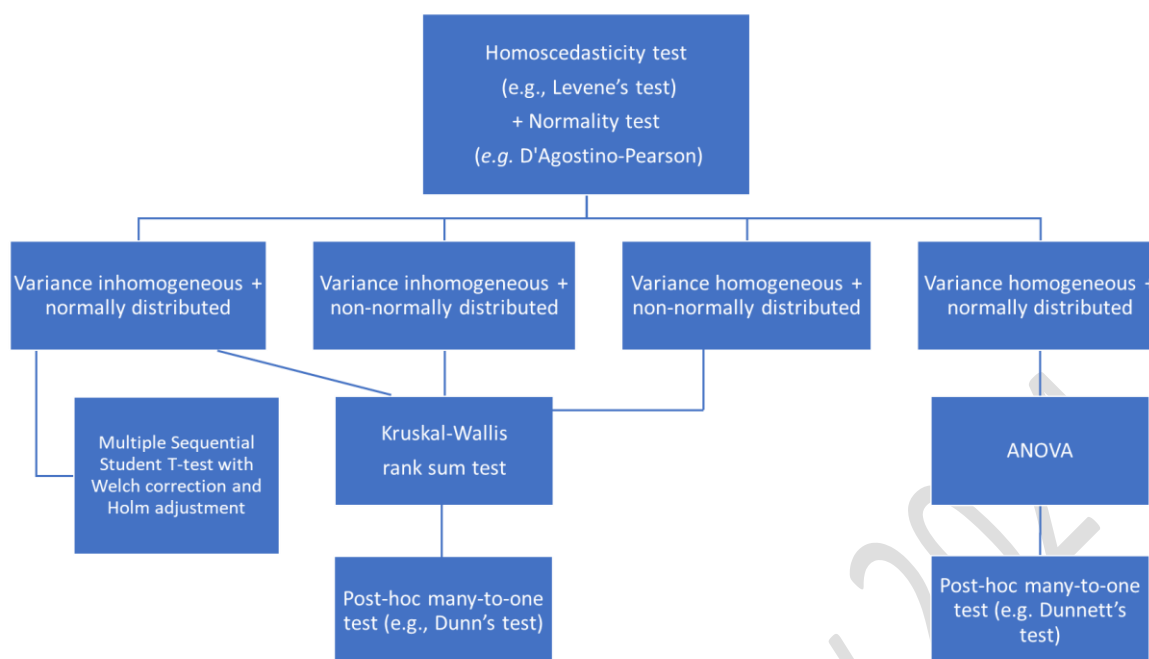 Homoscedasticity test
(e.g., Levene's test)
+ Normality test
(e.g. D'Agostino-Pearson)
Variance inhomogeneous +
normally distributed
Variance inhomogeneous +
non-normally distributed
Variance homogeneous +
non-normally distributed
Variance homogeneous +
normally distributed
Multiple Sequential
Student T-test with
Welch correction and
Holm adjustment
Kruskal-Wallis
rank sum test
ANOVA
Post-hoc many-to-one
test (e.g., Dunn's test)
Post-hoc many-to-one
test (e.g. Dunnett's
test)